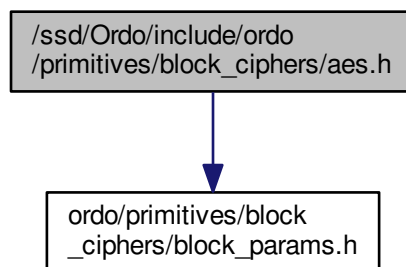 /ssd/Ordo/include/ordo
/primitives/block_ciphers/aes.h
ordo/primitives/block
_ciphers/block_params.h